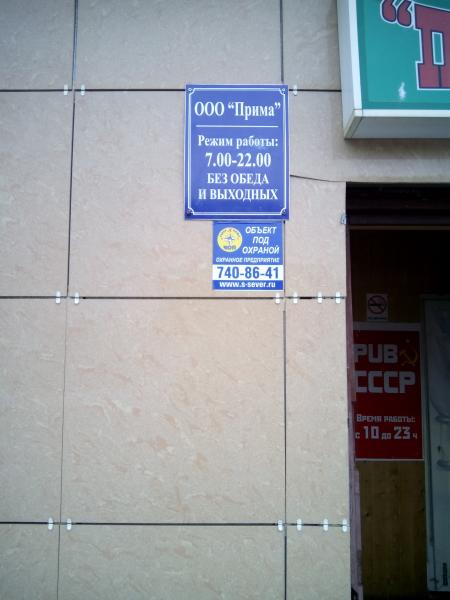 "П
ООО "Прима"
Режим работы:
7.00-22.00
БЕЗ ОБЕДА
И ВЫХОДНЫХ
ОБЪЕКТ
ПОД
ОХРАНОЙ
ОХРАННОЕ ПРЕДПРИЯТИЕ
740-86-41
www.s-sever.ru
PUB
СССР
Время работы:
с 10 до 23 ч